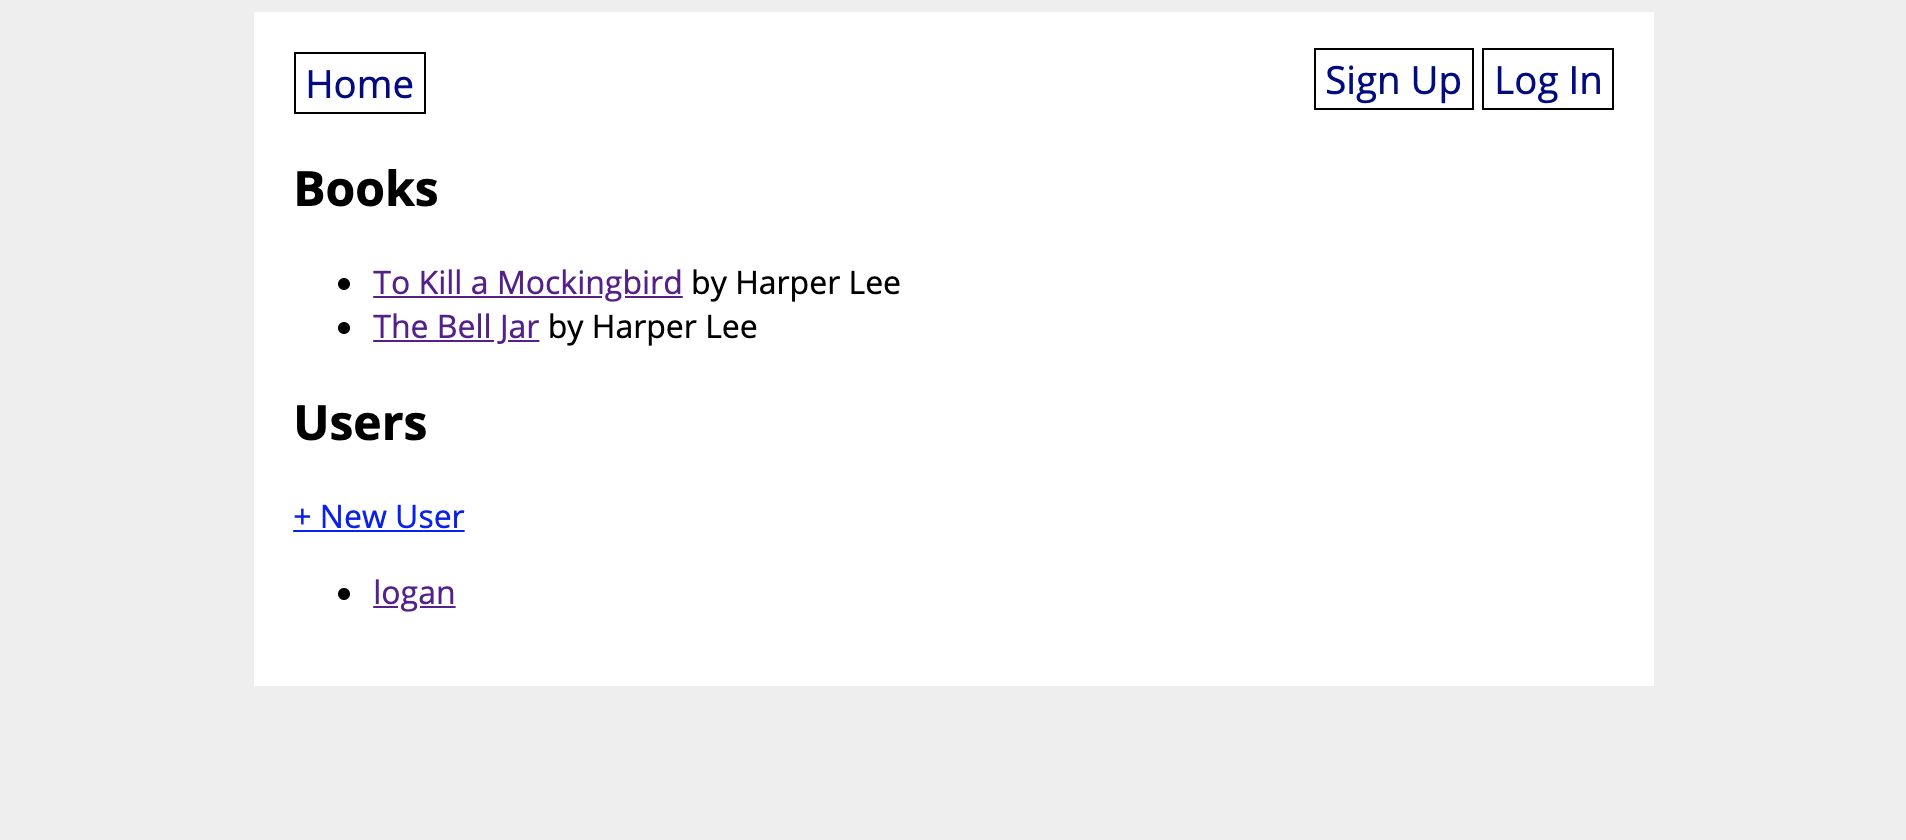 Home
Sign Up Log In
Books
To Kill a Mockingbird by Harper Lee
The Bell Jar by Harper Lee
Users
+ New User
logan